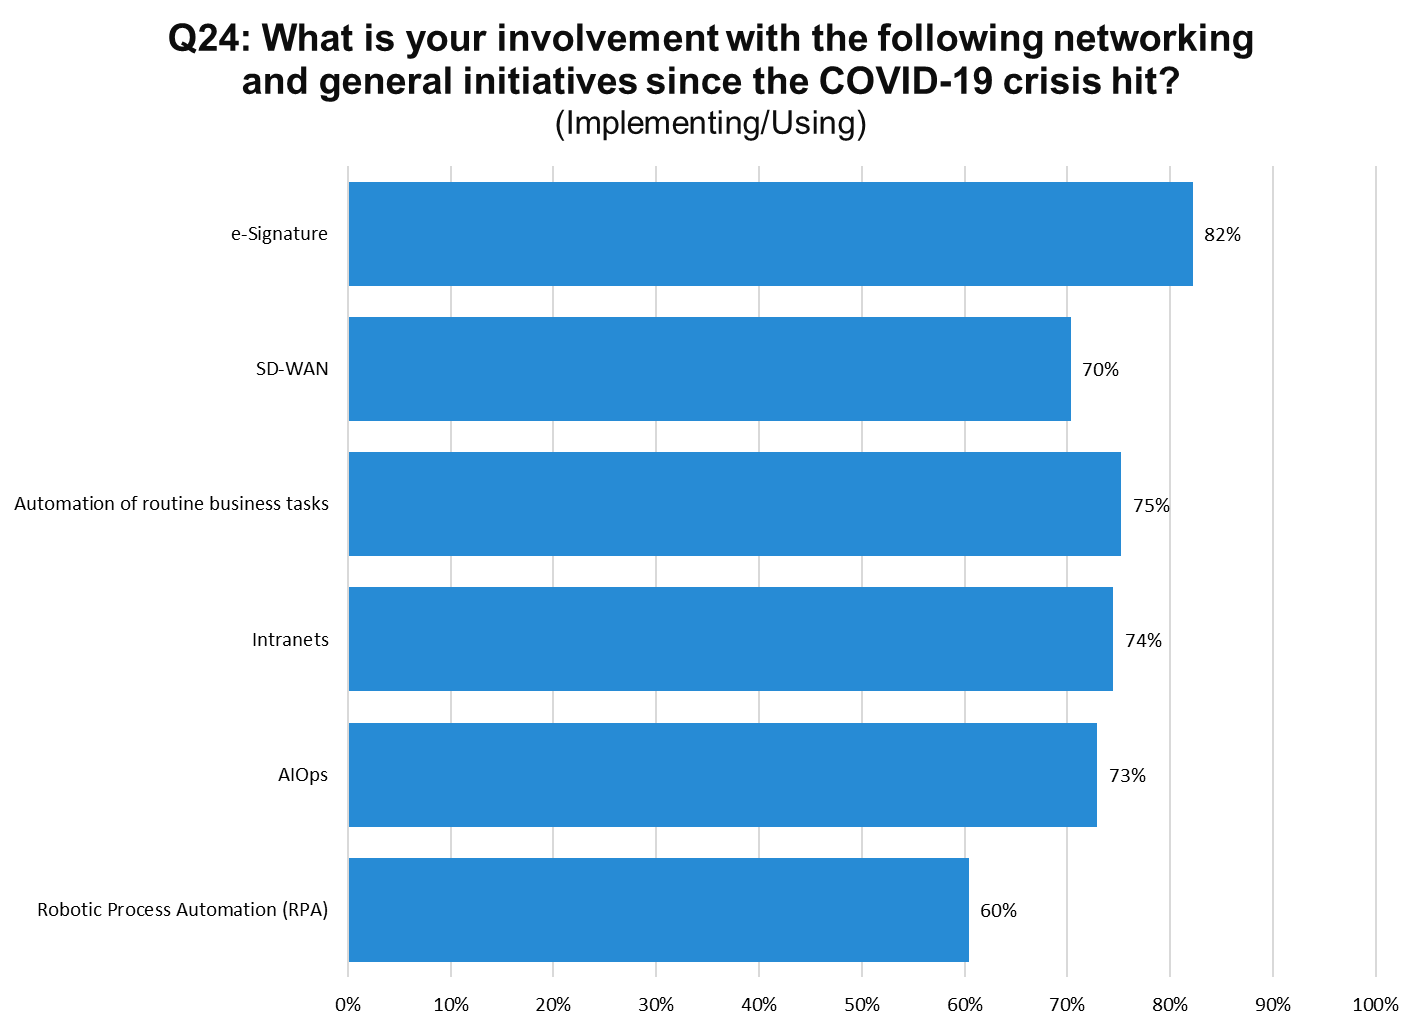 Q24: What is your involvement with the following networking
and general initiatives since the COVID-19 crisis hit?
(Implementing/Using)
e-Signature
82%
SD-WAN
70%
Automation of routine business tasks
75%
Intranets
74%
AIOps
73%
Robotic Process Automation (RPA)
60%
0% 10% 20% 30% 40% 50% 60% 70% 80% 90% 100%